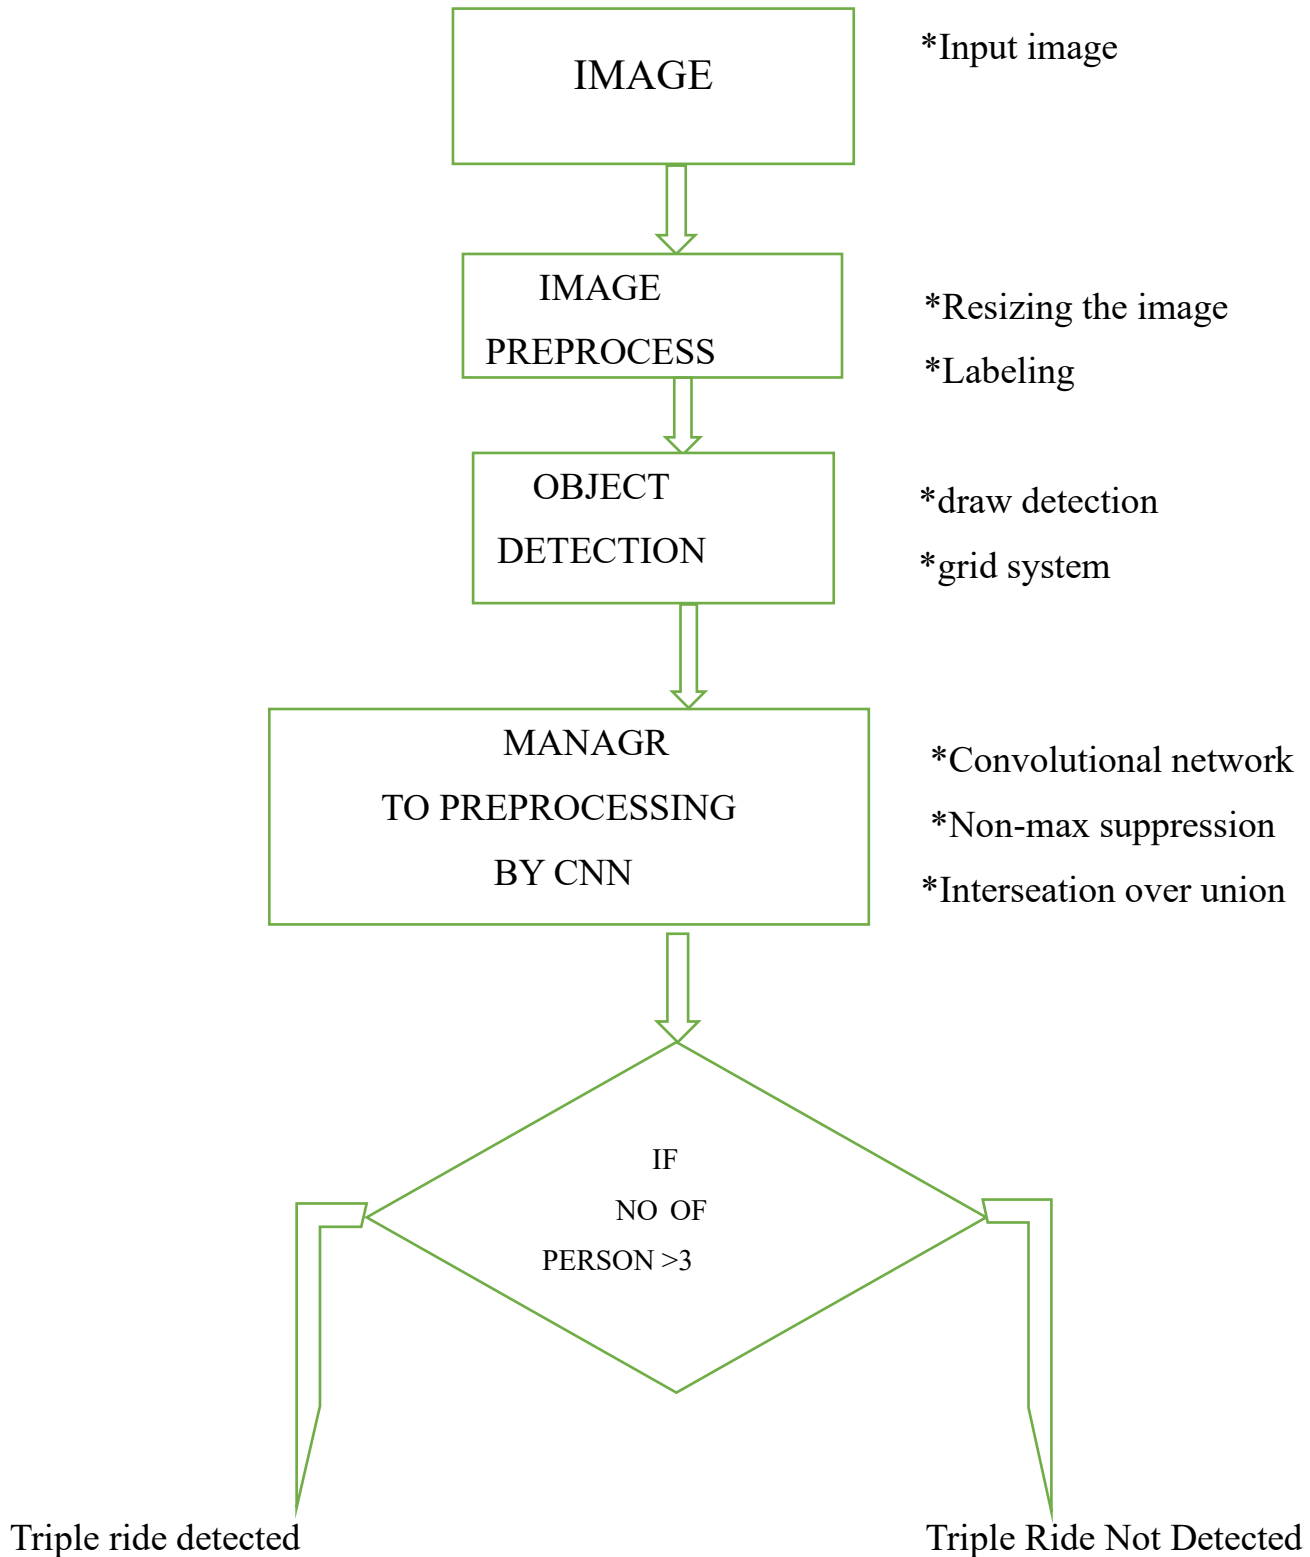 IMAGE
*Input image
IMAGE
PREPROCESS
*Resizing the image
*Labeling
OBJECT
DETECTION
*draw detection
*grid system
MANAGR
TO PREPROCESSING
BY CNN
*Convolutional network
*Non-max suppression
*Interseation over union
IF
NO OF
PERSON >3
Triple ride detected
Triple Ride Not Detected